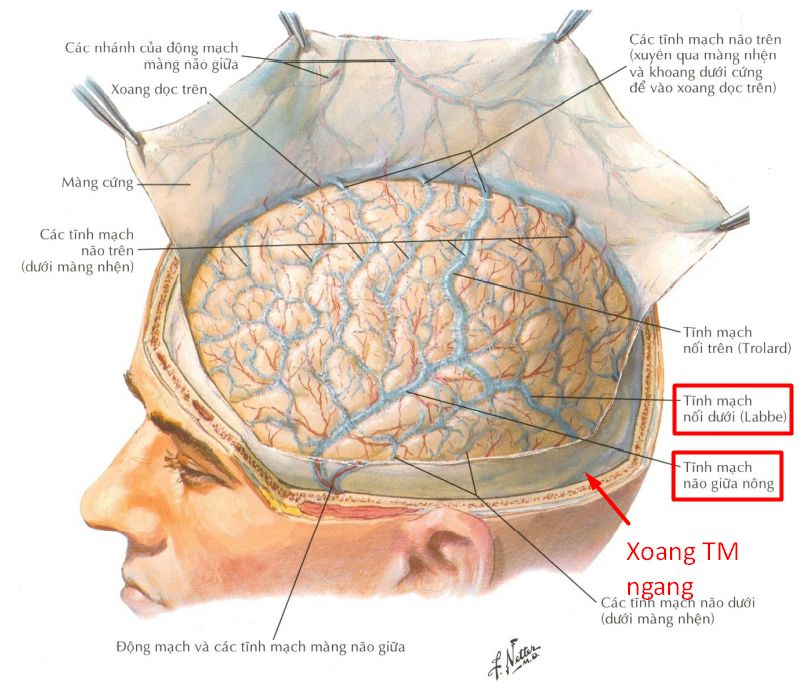 Các nhánh của động mạch
màng não giữa
Xoang dọc trên
Các tĩnh mạch não trên
(xuyên qua màng nhện
và khoang dưới cứng
để vào xoang dọc trên)
Màng cứng
Các tĩnh mạch
não trên
(dưới màng nhện)
Tĩnh mạch
nối trên (Trolard)
Tĩnh mạch
nối dưới (Labbe)
Tĩnh mạch
não giữa nông
Xoang TM
ngang
Các tĩnh mạch não dưới
(dưới màng nhện)
Động mạch và các tĩnh mạch màng não giữa
F. Netter
M.D.